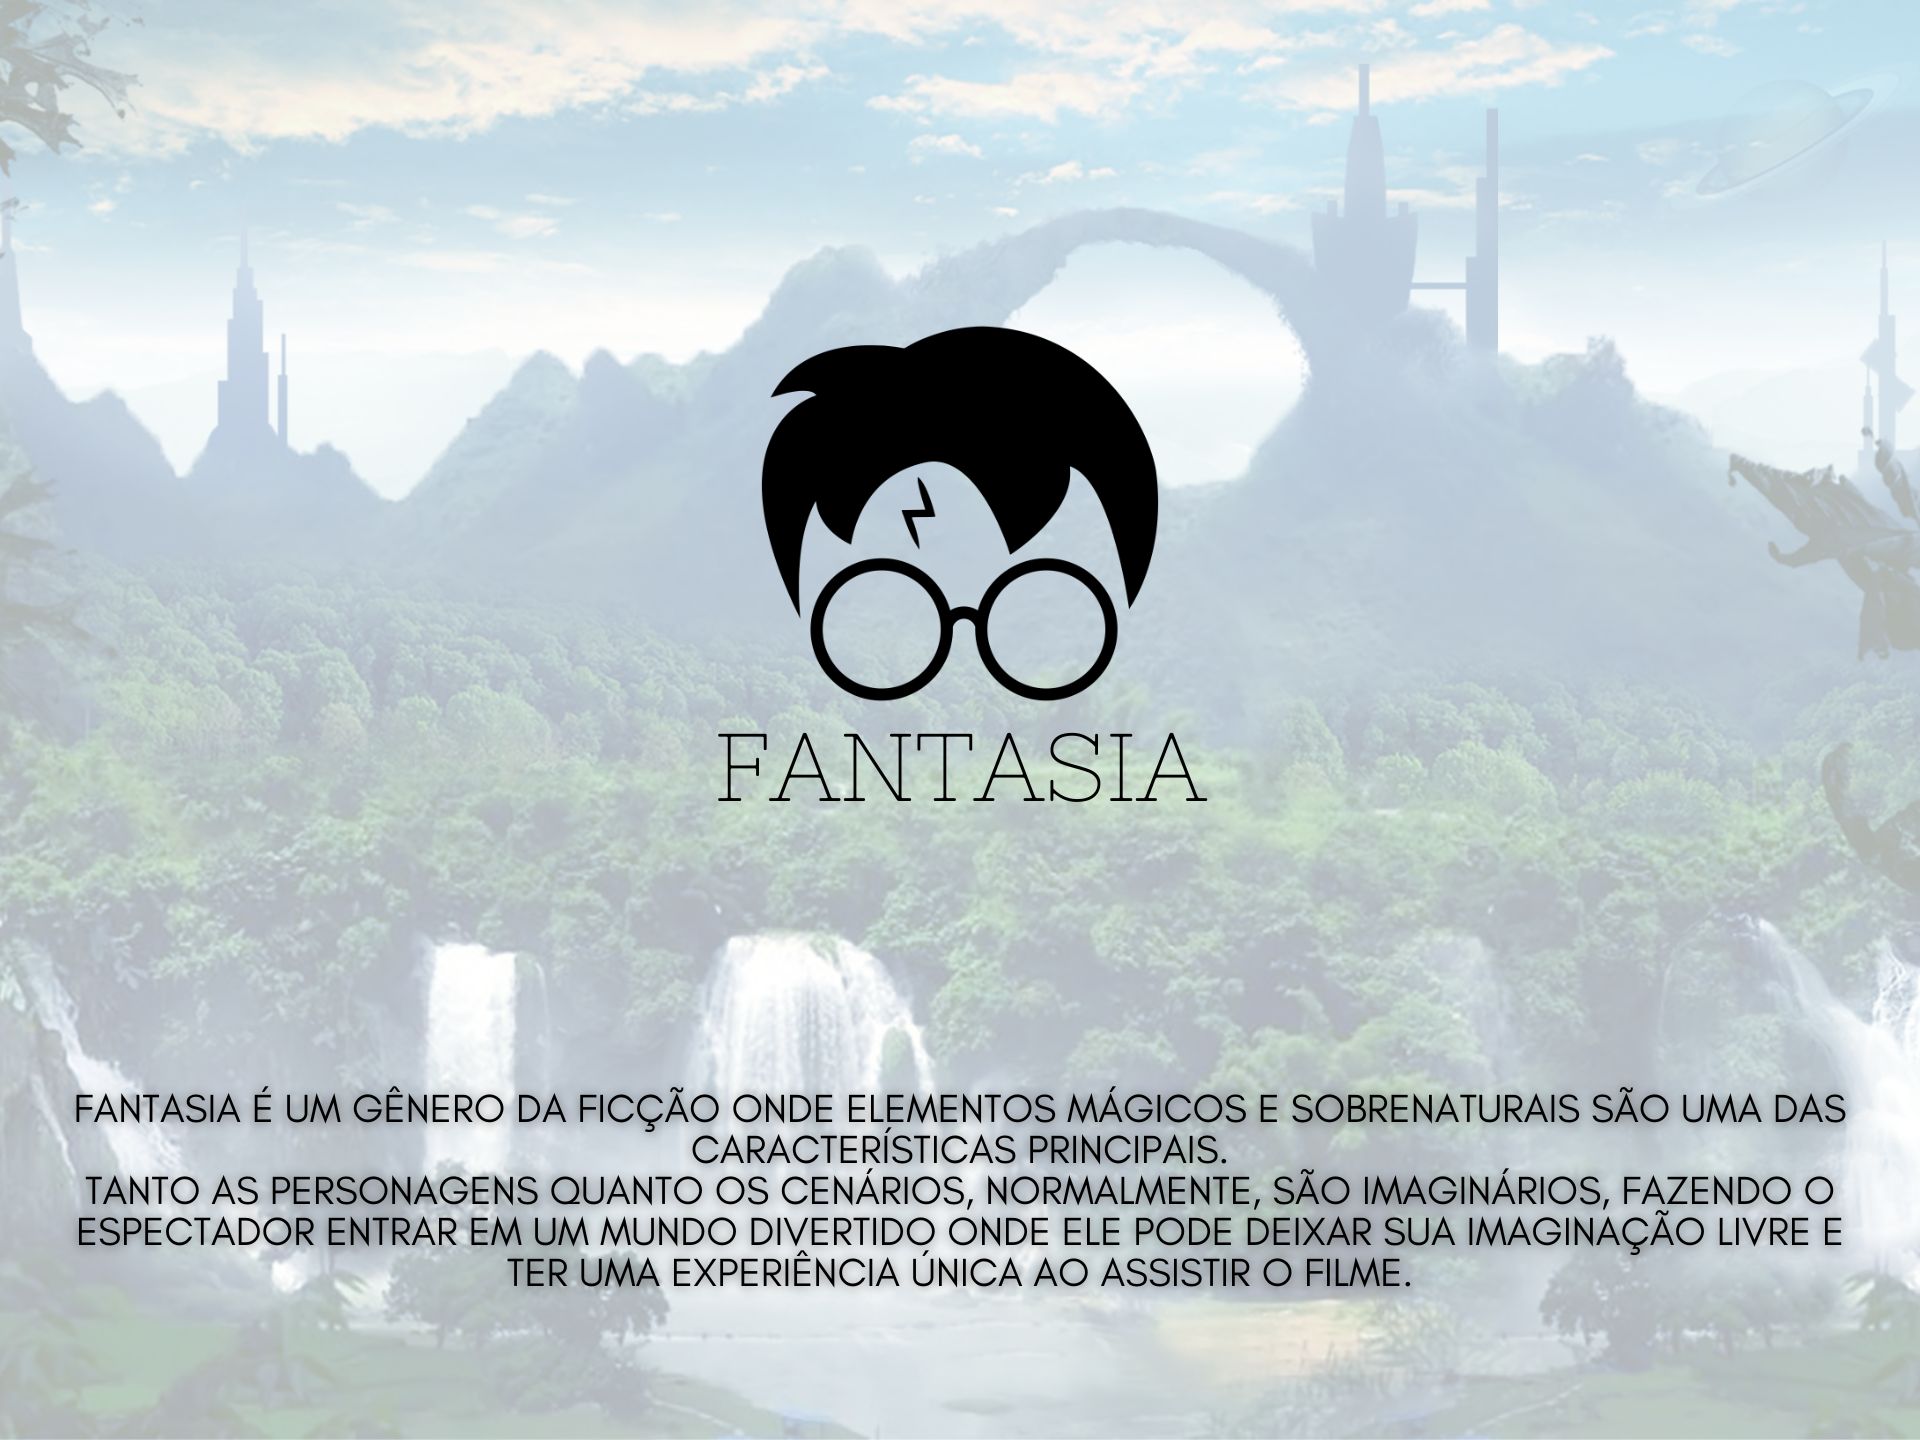 FANTASIA
FANTASIA É UM GÊNERO DA FICÇÃO ONDE ELEMENTOS MÁGICOS E SOBRENATURAIS SÃO UMA DAS
CARACTERÍSTICAS PRINCIPAIS.
TANTO AS PERSONAGENS QUANTO OS CENÁRIOS, NORMALMENTE, SÃO IMAGINÁRIOS, FAZENDO O
ESPECTADOR ENTRAR EM UM MUNDO DIVERTIDO ONDE ELE PODE DEIXAR SUA IMAGINAÇÃO LIVRE E
TER UMA EXPERIÊNCIA ÚNICA AO ASSISTIR O FILME.